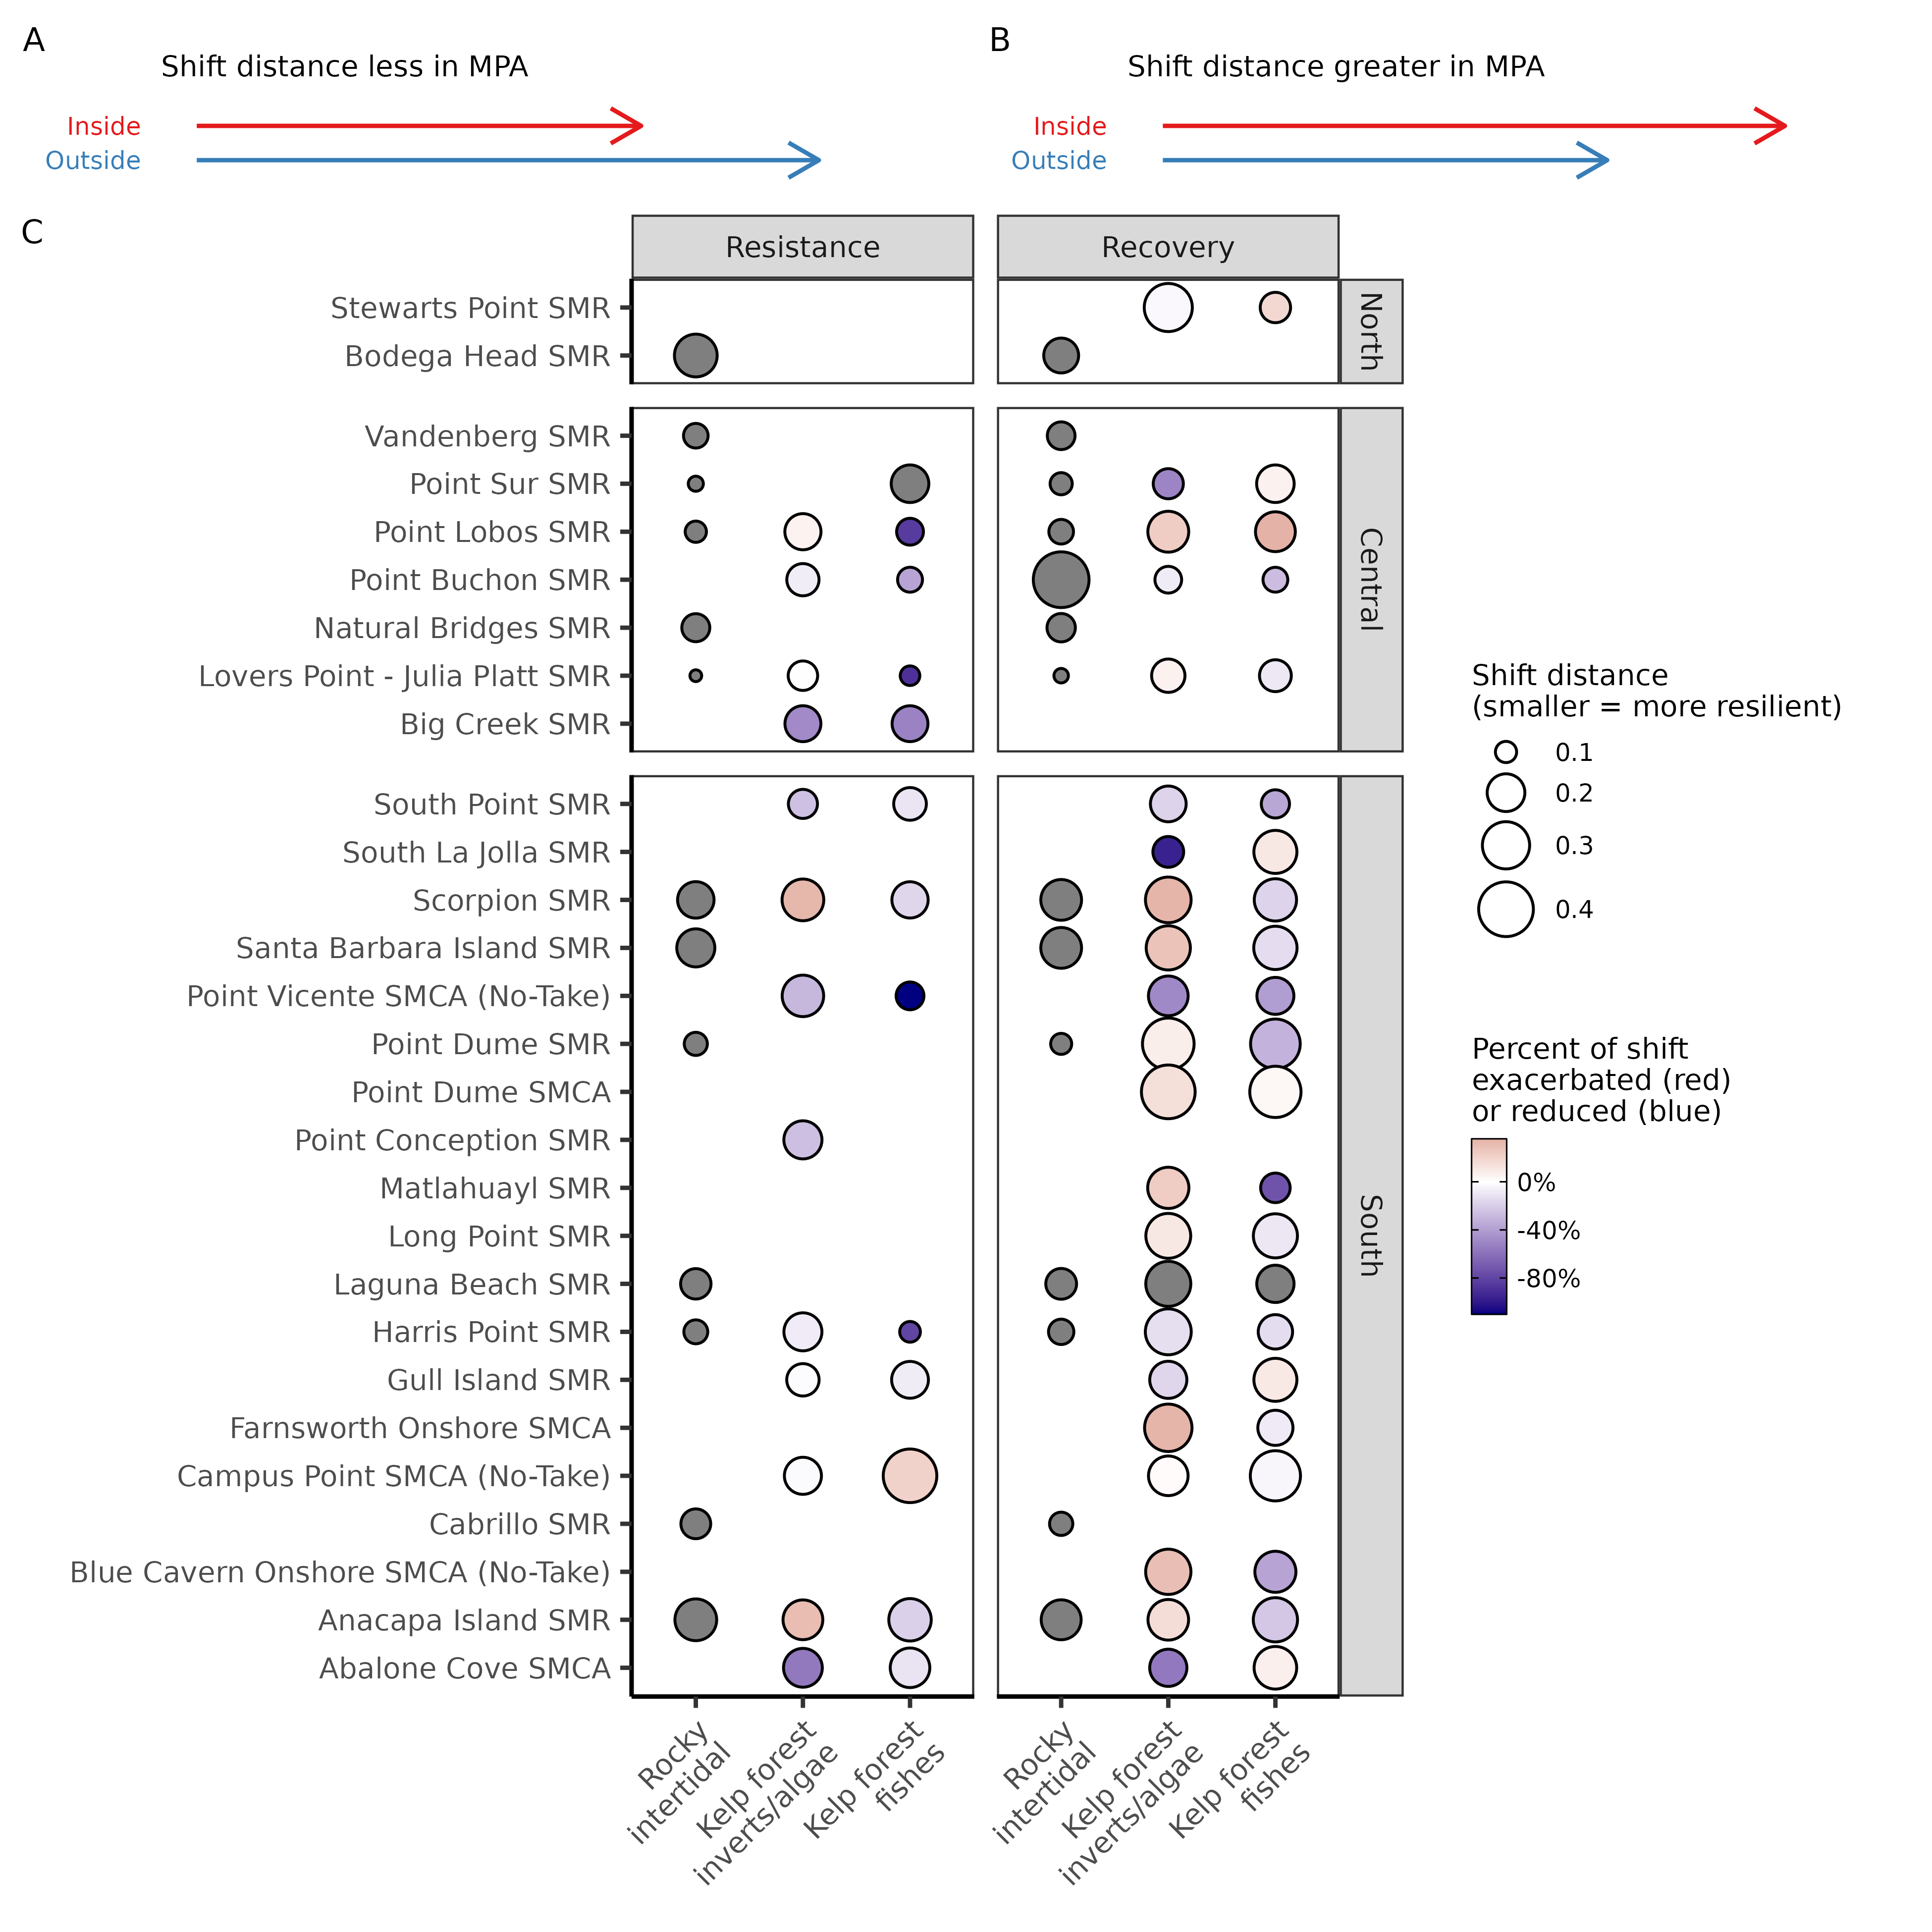 A
Shift distance less in MPA
Inside
Outside
B
Shift distance greater in MPA
Inside
Outside
C
Resistance
Recovery
Stewarts Point SMR
Bodega Head SMR
North
Vandenberg SMR
Point Sur SMR
Point Lobos SMR
Point Buchon SMR
Natural Bridges SMR
Lovers Point - Julia Platt SMR
Big Creek SMR
Central
South Point SMR
South La Jolla SMR
Scorpion SMR
Santa Barbara Island SMR
Point Vicente SMCA (No-Take)
Point Dume SMR
Point Dume SMCA
Point Conception SMR
Matlahuayl SMR
Long Point SMR
Laguna Beach SMR
Harris Point SMR
Gull Island SMR
Farnsworth Onshore SMCA
Campus Point SMCA (No-Take)
Cabrillo SMR
Blue Cavern Onshore SMCA (No-Take)
Anacapa Island SMR
Abalone Cove SMCA
South
Rocky
intertidal
Kelp forest
inverts/algae
Kelp forest
fishes
Rocky
intertidal
Kelp forest
inverts/algae
Kelp forest
fishes
Shift distance
(smaller = more resilient)
0.1
0.2
0.3
0.4
Percent of shift
exacerbated (red)
or reduced (blue)
0%
-40%
-80%